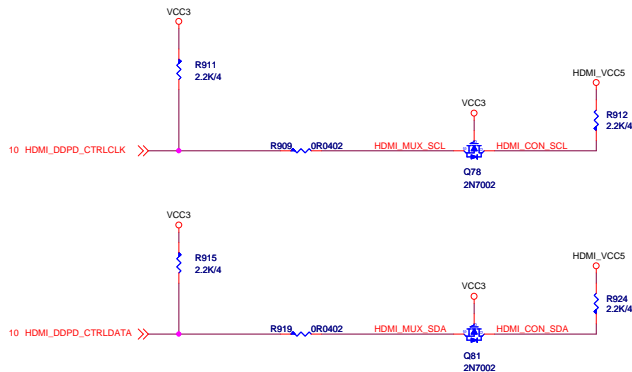 VCC3
R911
2.2K/4
HDMI_VCC5
VCC3
R912
2.2K/4
10 HDMI_DDPD_CTRLCLK
R909 0R0402 HDMI_MUX_SCL HDMI_CON_SCL
Q78
2N7002
VCC3
R915
2.2K/4
HDMI_VCC5
VCC3
R924
2.2K/4
10 HDMI_DDPD_CTRLDATA
R919 0R0402 HDMI_MUX_SDA HDMI_CON_SDA
Q81
2N7002